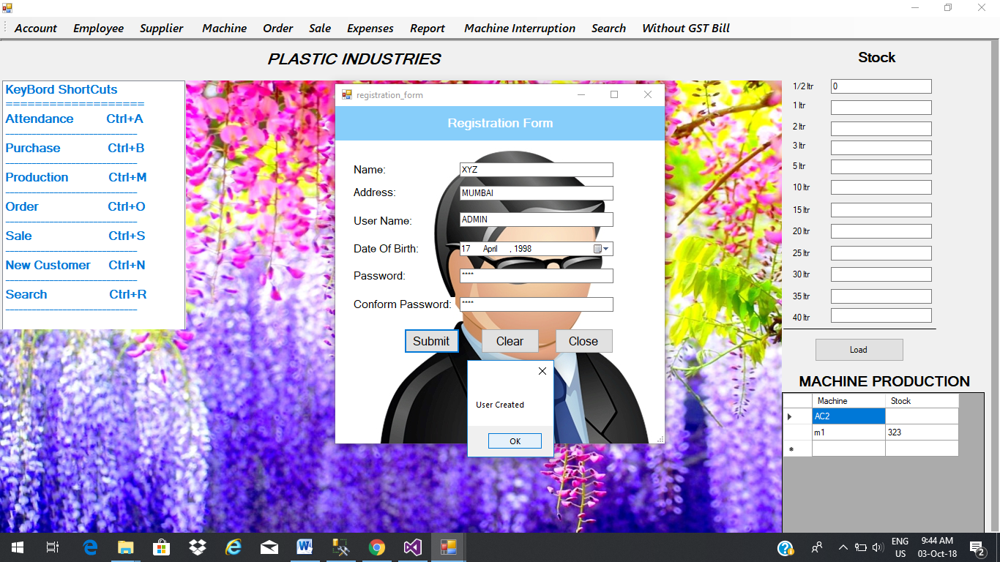 Account Employee Supplier Machine Order Sale Expenses Report Machine Interruption Search Without GST Bill
PLASTIC INDUSTRIES
Stock
KeyBord ShortCuts
===================
Attendance Ctrl+A
Purchase Ctrl+B
Production Ctrl+M
Order Ctrl+O
Sale Ctrl+S
New Customer Ctrl+N
Search Ctrl+R
registration_form
Registration Form
Name: XYZ
Address: MUMBAI
User Name: ADMIN
Date Of Birth: 17 April , 1998
Password: ****
Conform Password: ****
Submit Clear Close
User Created
OK
1/2 ltr 0
1 ltr
2 ltr
3 ltr
5 ltr
10 ltr
15 ltr
20 ltr
25 ltr
30 ltr
35 ltr
40 ltr
Load
MACHINE PRODUCTION
Machine Stock
AC2
m1 323
ENG 9:44 AM
US 03-Oct-18 2